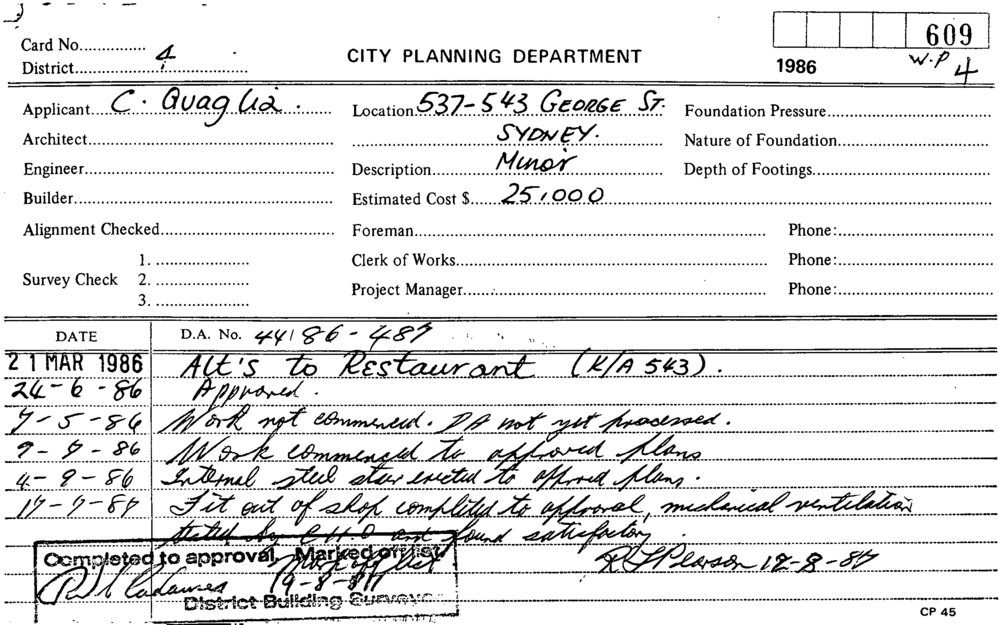 609
Card No...............
District.......... 4
CITY PLANNING DEPARTMENT
1986
W.P 4
Applicant... C. Quaglia
Location 537-543 GEORGE ST.
Foundation Pressure
Architect
SYDNEY.
Nature of Foundation
Engineer
Description Minor
Depth of Footings
Builder
Estimated Cost $ 25,000
Alignment Checked
Foreman
Phone:
1.
Clerk of Works
Phone:
Survey Check 2.
3.
Project Manager
Phone:
DATE
D.A. No. 44/86-487
21 MAR 1986 Alt's to Restaurant (K/A 543).
24-6-86 Approved.
7-5-86 Work not commenced. DA not yet processed.
9-7-86 Work commenced to approved plans
4-8-86 Internal steel stair erected to approved plans.
17-7-87 Fit out of shop completed to approval, mechanical ventilation
tested by and found satisfactory
Completed to approval. Marked off list
Pearson 12-8-87
19-8-87
District Building Surveyor
CP 45